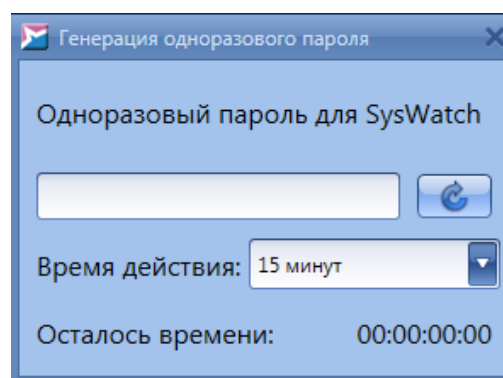 Генерация одноразового пароля
Одноразовый пароль для SysWatch
Время действия: 15 минут
Осталось времени: 00:00:00:00